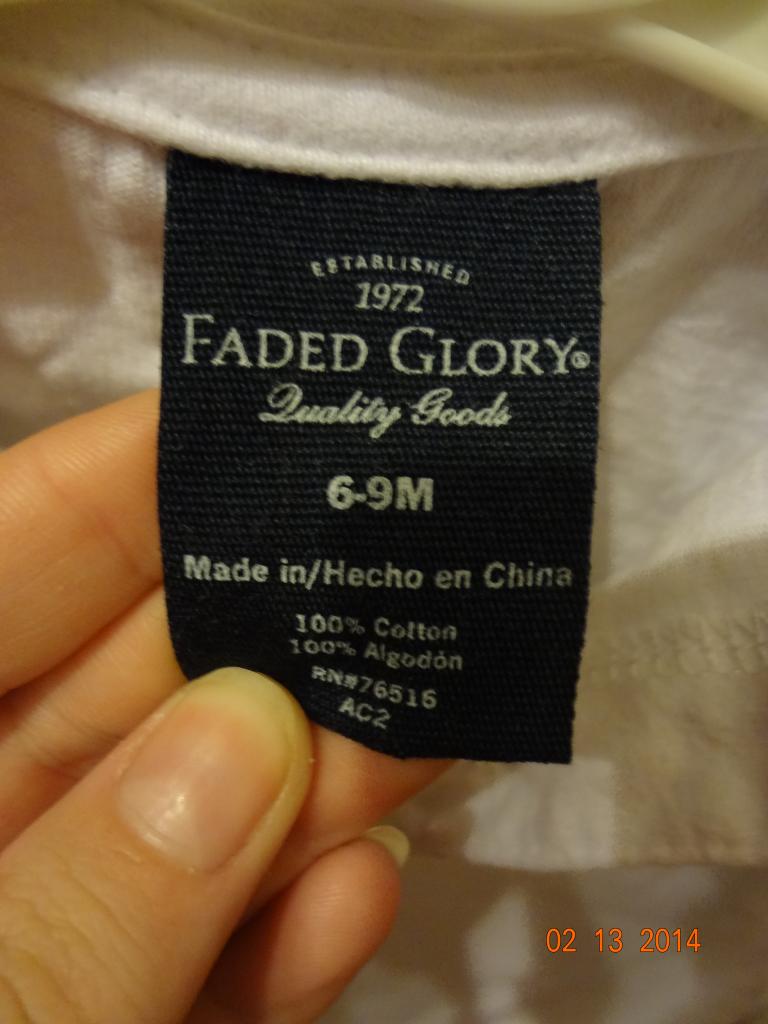 ESTABLISHED
1972
FADED GLORY®
Quality Goods
6-9M
Made in/Hecho en China
100% Cotton
100% Algodón
RN#76516
AC2
02 13 2014